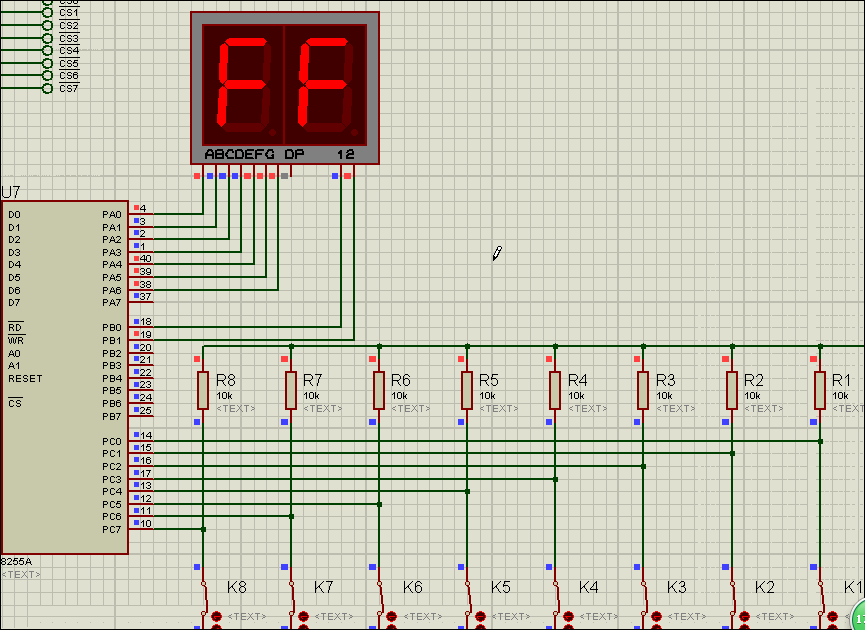 CS0
CS1
CS2
CS3
CS4
CS5
CS6
CS7
FF
ABCDEFG DP 12
U7
D0 PA0 4
D1 PA1 3
D2 PA2 2
D3 PA3 1
D4 PA4 40
D5 PA5 39
D6 PA6 38
D7 PA7 37
RD PB0 18
WR PB1 19
A0 PB2 20
A1 PB3 21
RESET PB4 22
PB5 23
CS PB6 24
PB7 25
PC0 14
PC1 15
PC2 16
PC3 17
PC4 13
PC5 12
PC6 11
PC7 10
8255A
<TEXT>
R8 R7 R6 R5 R4 R3 R2 R1
10k 10k 10k 10k 10k 10k 10k 10k
<TEXT> <TEXT> <TEXT> <TEXT> <TEXT> <TEXT> <TEXT> <TEXT
K8 K7 K6 K5 K4 K3 K2 K1
<TEXT> <TEXT> <TEXT> <TEXT> <TEXT> <TEXT> <TEXT>